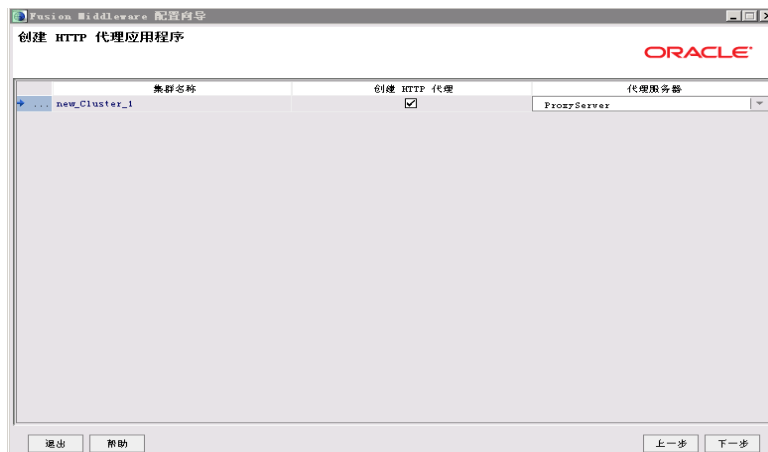 Fusion Middleware 配置向导
创建 HTTP 代理应用程序
ORACLE
集群名称 创建 HTTP 代理 代理服务器
... new_Cluster_1 ProxyServer
退出 帮助 上一步 下一步